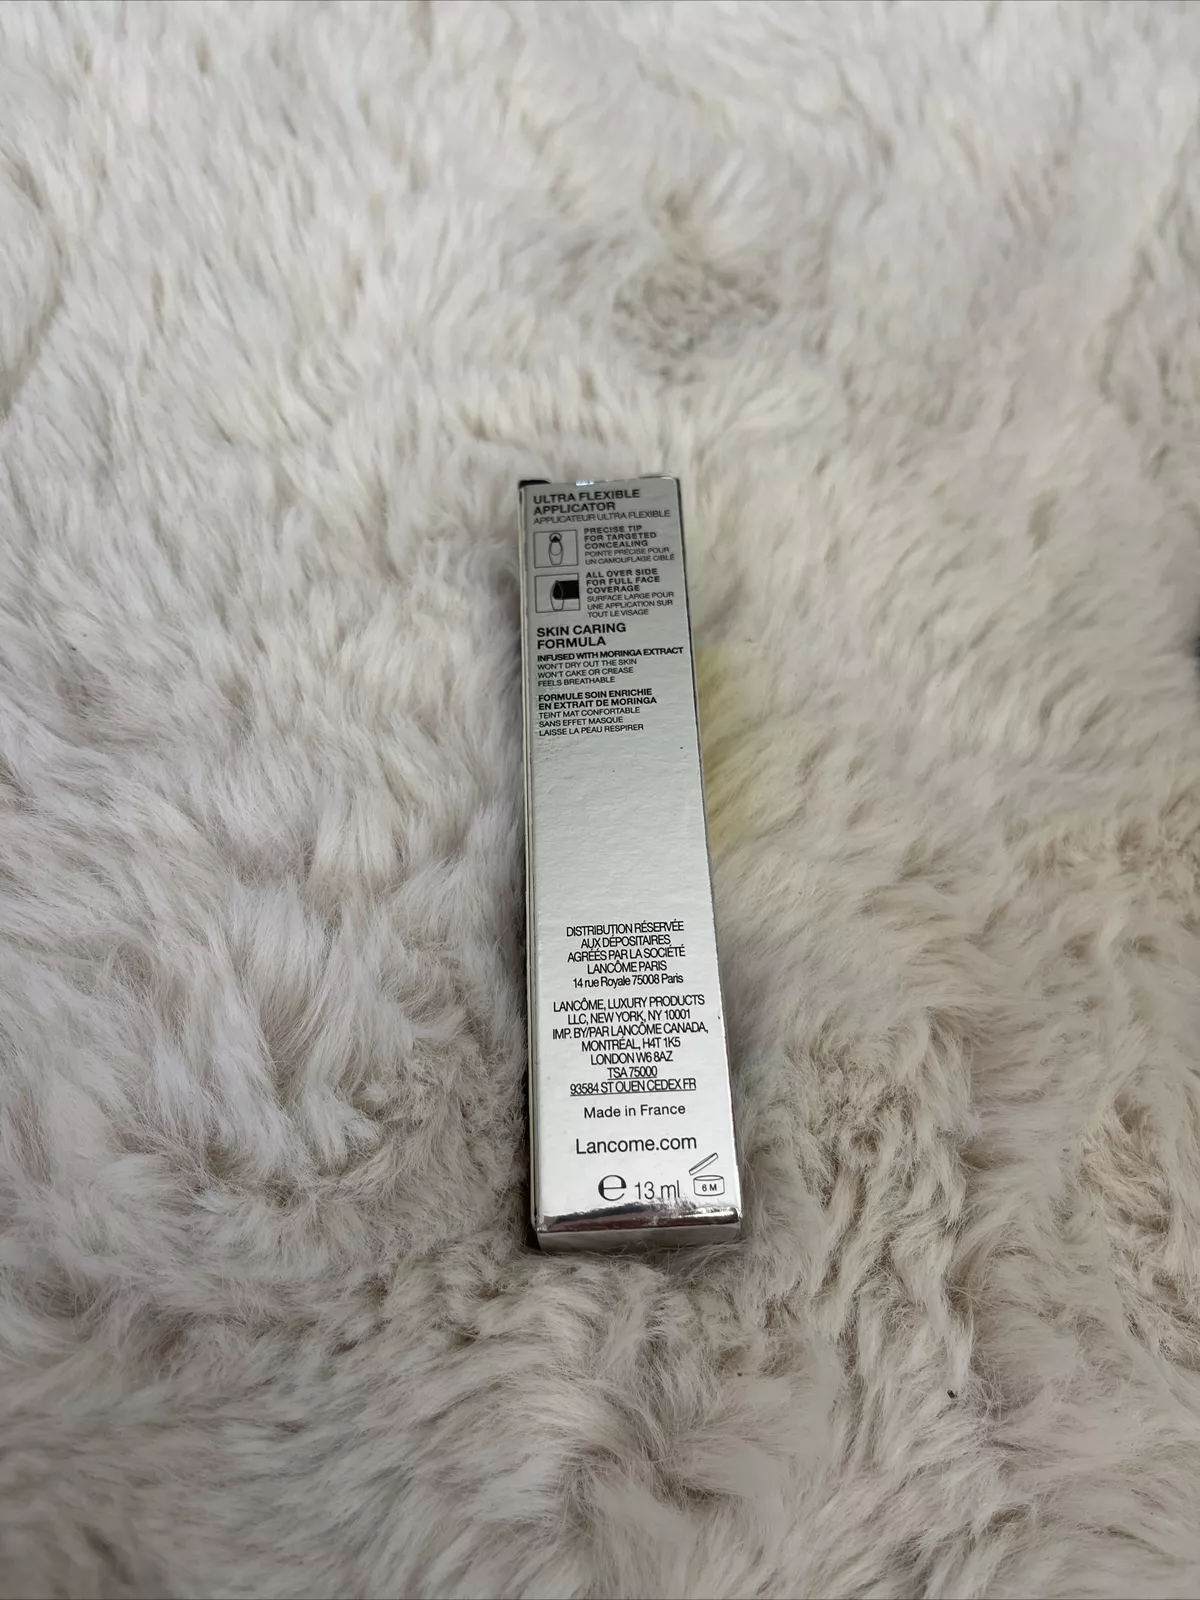 ULTRA FLEXIBLE
APPLICATOR
APPLICATEUR ULTRA FLEXIBLE
PRECISE TIP
FOR TARGETED
CONCEALING
POINTE PRÉCISE POUR
UN CAMOUFLAGE CIBLÉ
ALL OVER SIDE
FOR FULL FACE
COVERAGE
SURFACE LARGE POUR
UNE APPLICATION SUR
TOUT LE VISAGE
SKIN CARING
FORMULA
INFUSED WITH MORINGA EXTRACT
WON'T DRY OUT THE SKIN
WON'T CAKE OR CREASE
FEELS BREATHABLE
FORMULE SOIN ENRICHIE
EN EXTRAIT DE MORINGA
TEINT MAT CONFORTABLE
SANS EFFET MASQUE
LAISSE LA PEAU RESPIRER
DISTRIBUTION RÉSERVÉE
AUX DÉPOSITAIRES
AGRÉÉS PAR LA SOCIÉTÉ
LANCÔME PARIS
14 rue Royale 75008 Paris
LANCÔME, LUXURY PRODUCTS
LLC, NEW YORK, NY 10001
IMP. BY/PAR LANCÔME CANADA,
MONTRÉAL, H4T 1K5
LONDON W6 8AZ
TSA 75000
93584 ST OUEN CEDEX FR
Made in France
Lancome.com
e 13 ml 6 M